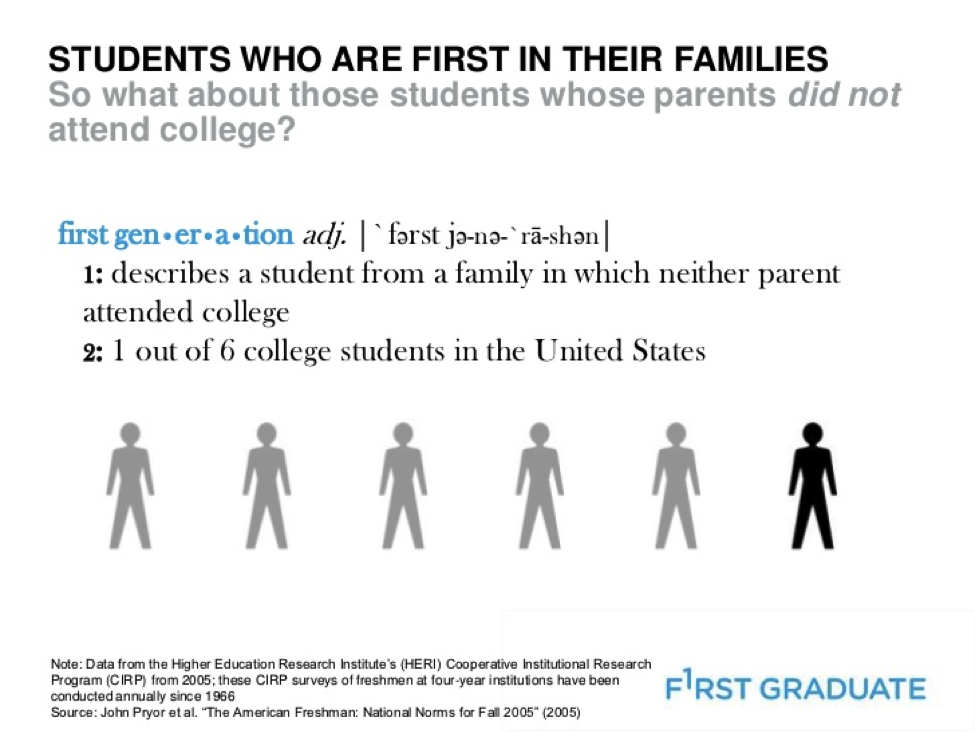 STUDENTS WHO ARE FIRST IN THEIR FAMILIES
So what about those students whose parents did not
attend college?
first gen•er•a•tion adj. |ˋfərst jə-nə-ˋrā-shən|
1: describes a student from a family in which neither parent
attended college
2: 1 out of 6 college students in the United States
Note: Data from the Higher Education Research Institute's (HERI) Cooperative Institutional Research
Program (CIRP) from 2005; these CIRP surveys of freshmen at four-year institutions have been
conducted annually since 1966
Source: John Pryor et al. "The American Freshman: National Norms for Fall 2005" (2005)
F1RST GRADUATE